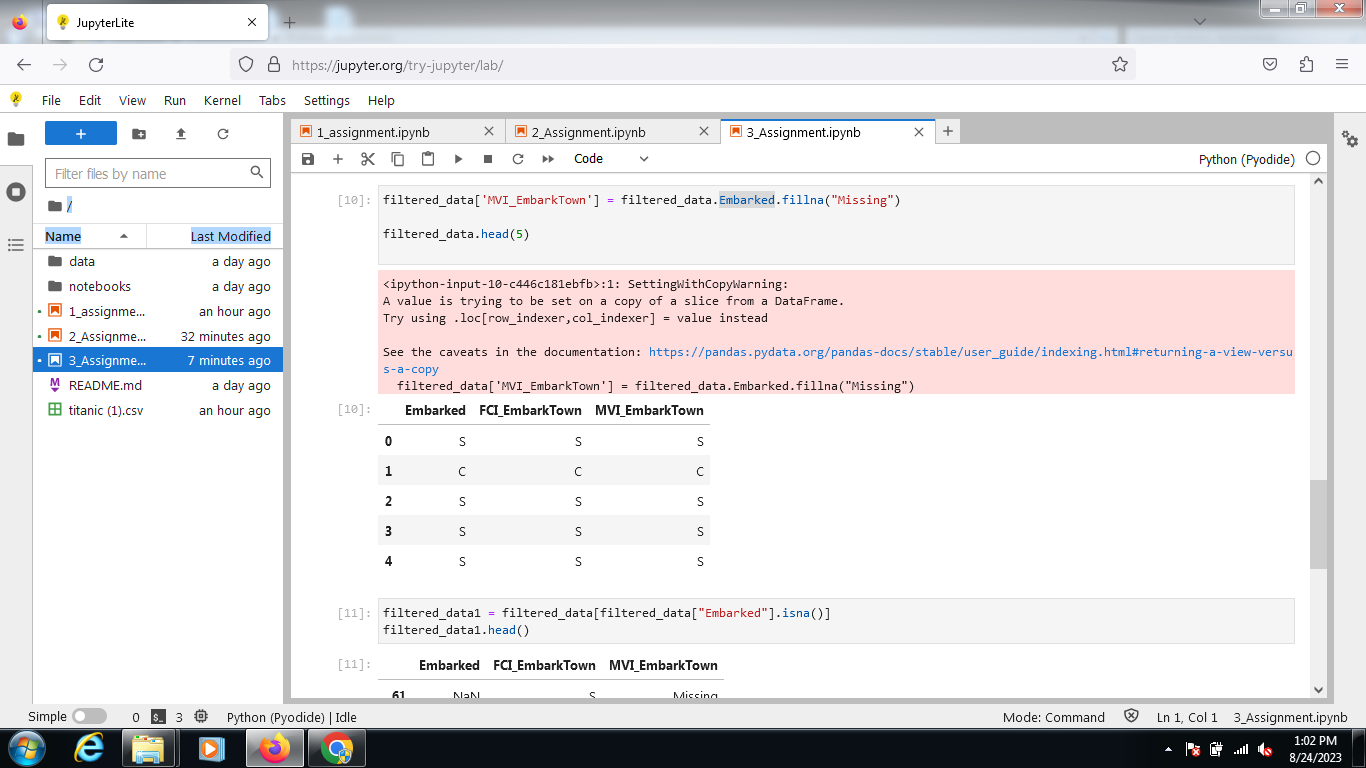 JupyterLite
https://jupyter.org/try-jupyter/lab/
File Edit View Run Kernel Tabs Settings Help
1_assignment.ipynb 2_Assignment.ipynb 3_Assignment.ipynb
Code
Python (Pyodide)
Filter files by name
/
Name Last Modified
data a day ago
notebooks a day ago
1_assignme... an hour ago
2_Assignme... 32 minutes ago
3_Assignme... 7 minutes ago
README.md a day ago
titanic (1).csv an hour ago
[10]: filtered_data['MVI_EmbarkTown'] = filtered_data.Embarked.fillna("Missing")
filtered_data.head(5)
<ipython-input-10-c446c181ebfb>:1: SettingWithCopyWarning:
A value is trying to be set on a copy of a slice from a DataFrame.
Try using .loc[row_indexer,col_indexer] = value instead
See the caveats in the documentation: https://pandas.pydata.org/pandas-docs/stable/user_guide/indexing.html#returning-a-view-versu
s-a-copy
filtered_data['MVI_EmbarkTown'] = filtered_data.Embarked.fillna("Missing")
[10]: Embarked FCI_EmbarkTown MVI_EmbarkTown
0 S S S
1 C C C
2 S S S
3 S S S
4 S S S
[11]: filtered_data1 = filtered_data[filtered_data["Embarked"].isna()]
filtered_data1.head()
[11]: Embarked FCI_EmbarkTown MVI_EmbarkTown
61 NaN S Missing
Simple 0 3 Python (Pyodide) | Idle Mode: Command Ln 1, Col 1 3_Assignment.ipynb
1:02 PM
8/24/2023